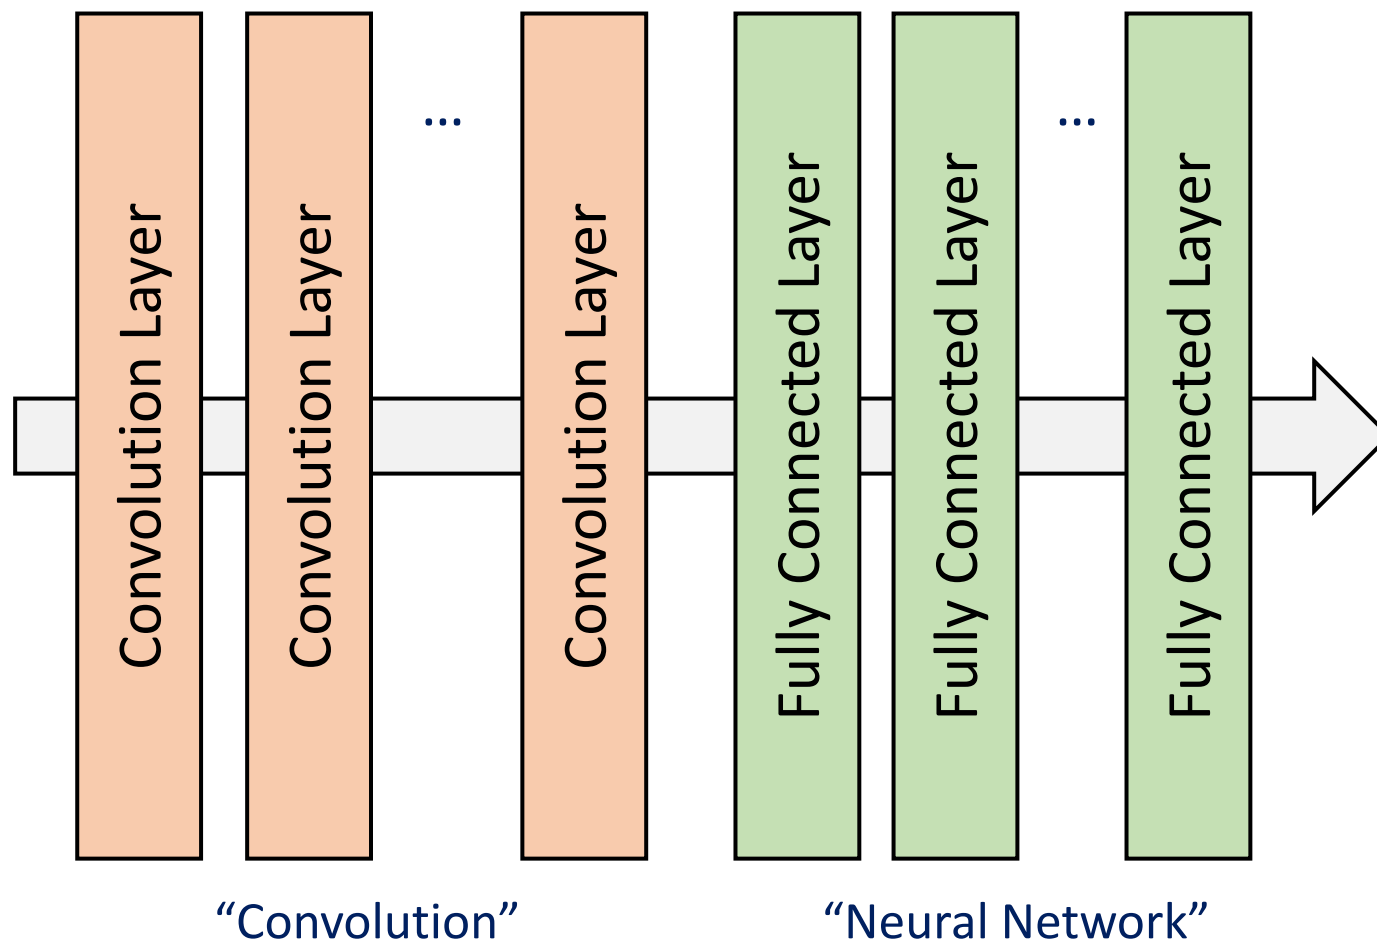 Convolution Layer
Convolution Layer
...
Convolution Layer
Fully Connected Layer
Fully Connected Layer
...
Fully Connected Layer
“Convolution”
“Neural Network”